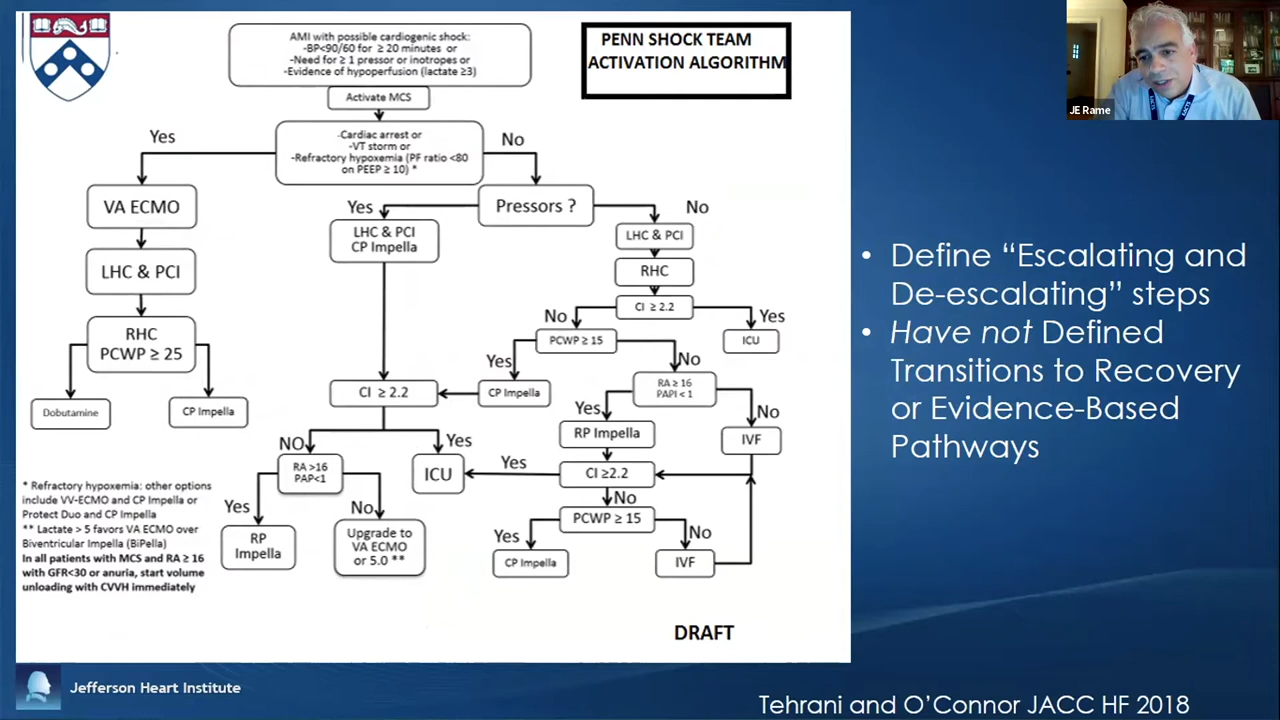 PENN SHOCK TEAM
ACTIVATION ALGORITHM
AMI with possible cardiogenic shock:
-BP<90/60 for ≥ 20 minutes or
-Need for ≥ 1 pressor or inotropes or
-Evidence of hypoperfusion (lactate ≥3)
Activate MCS
-Cardiac arrest or
-VT storm or
-Refractory hypoxemia (PF ratio <80
on PEEP ≥ 10) *
Yes
No
VA ECMO
LHC & PCI
RHC
PCWP ≥ 25
Dobutamine
CP Impella
Pressors ?
Yes
No
LHC & PCI
CP Impella
LHC & PCI
RHC
CI ≥ 2.2
No
Yes
PCWP ≥ 15
ICU
Yes
No
CP Impella
RA ≥ 16
PAPI < 1
Yes
No
RP Impella
IVF
CI ≥ 2.2
NO
Yes
RA >16
PAP<1
ICU
Yes
CI ≥2.2
No
Yes
No
RP
Impella
Upgrade to
VA ECMO
or 5.0 **
PCWP ≥ 15
Yes
No
CP Impella
IVF
* Refractory hypoxemia: other options
include VV-ECMO and CP Impella or
Protect Duo and CP Impella
** Lactate > 5 favors VA ECMO over
Biventricular Impella (BiPella)
In all patients with MCS and RA ≥ 16
with GFR<30 or anuria, start volume
unloading with CVVH immediately
DRAFT
JE Rame
• Define “Escalating and
De-escalating” steps
• Have not Defined
Transitions to Recovery
or Evidence-Based
Pathways
Jefferson Heart Institute
Tehrani and O’Connor JACC HF 2018